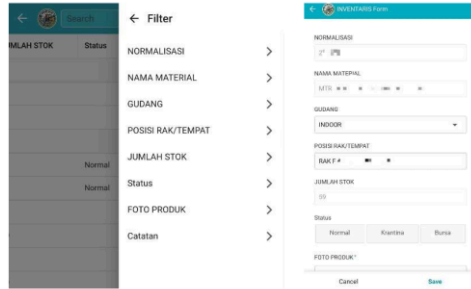 Search
Filter
INVENTARIS Form
JMLAH STOK
Status
NORMALISASI
NAMA MATERIAL
GUDANG
POSISI RAK/TEMPAT
JUMLAH STOK
Status
FOTO PRODUK
Catatan
Normal
Normal
NORMALISASI
NAMA MATEPIAL
MTR
GUDANG
INDOOR
POSISI RAK/TEMPAT
RAK F
JUMLAH STOK
Status
Normal
Krantina
Bursa
FOTO PRODUK*
Cancel
Save